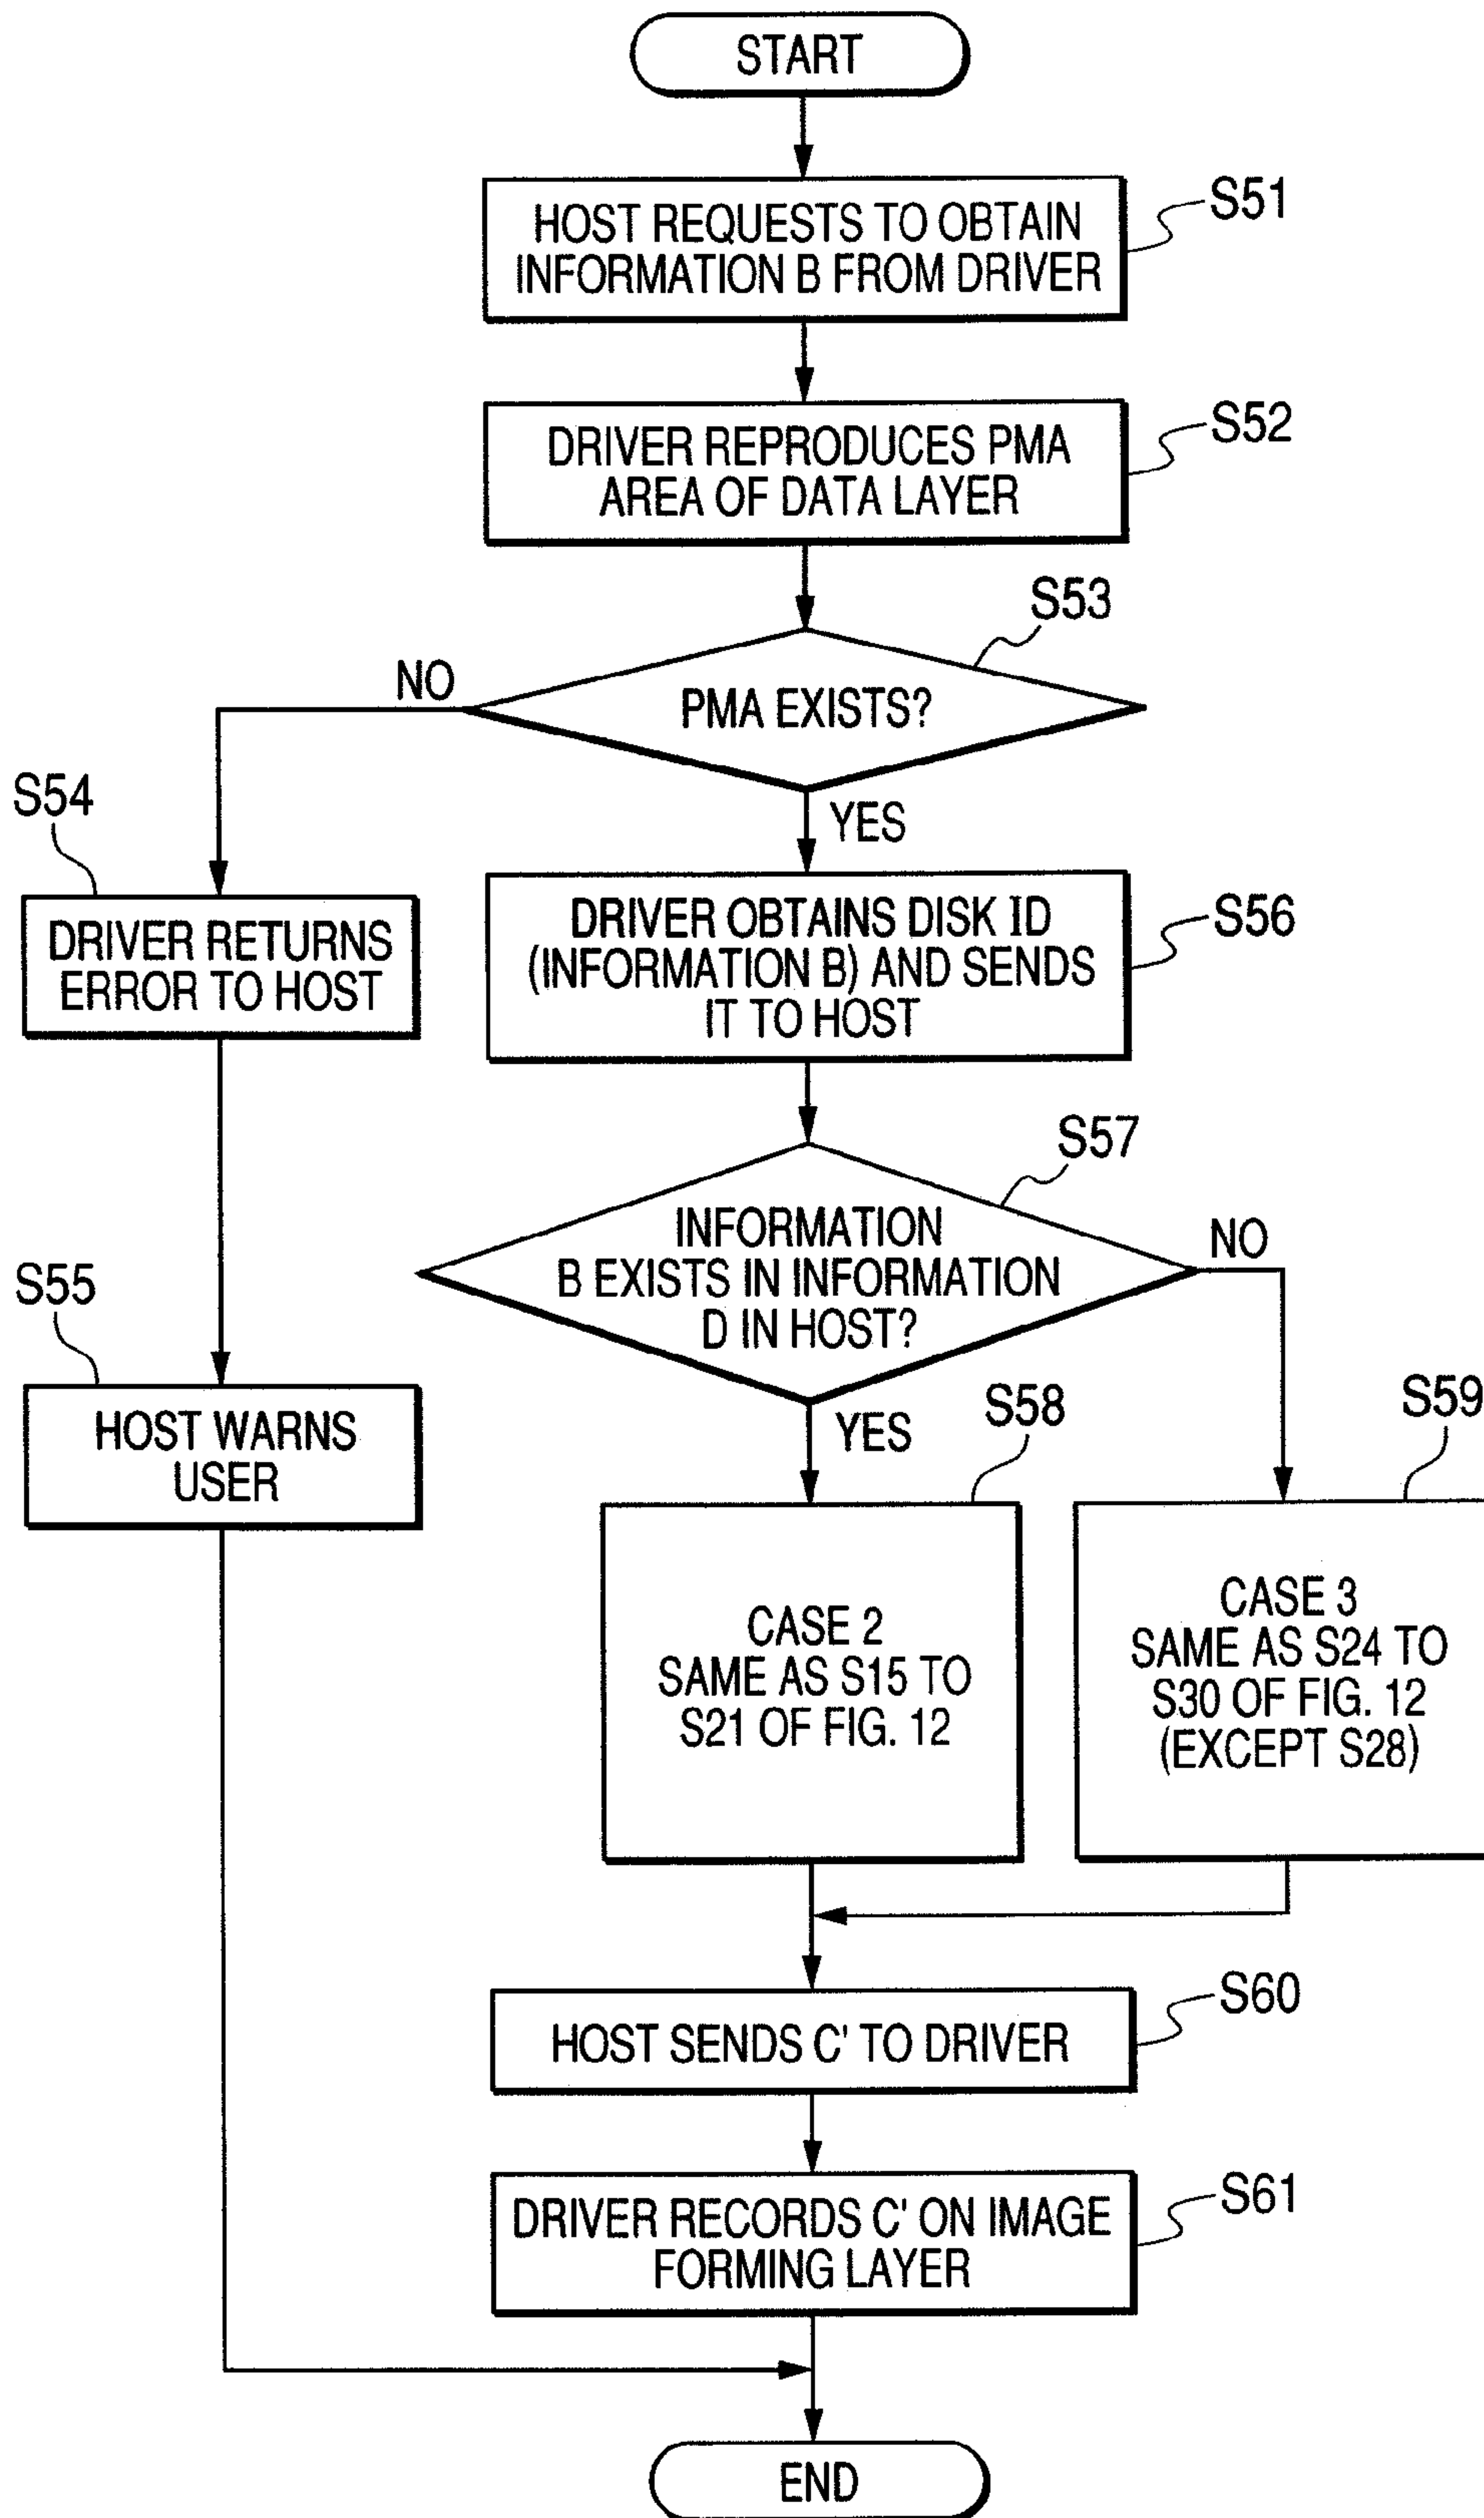 START
S51
HOST REQUESTS TO OBTAIN
INFORMATION B FROM DRIVER
S52
DRIVER REPRODUCES PMA
AREA OF DATA LAYER
S53
NO
PMA EXISTS?
S54
YES
DRIVER RETURNS
ERROR TO HOST
DRIVER OBTAINS DISK ID
(INFORMATION B) AND SENDS
IT TO HOST
S56
S57
INFORMATION
B EXISTS IN INFORMATION
D IN HOST?
NO
S55
HOST WARNS
USER
YES
S58
S59
CASE 2
SAME AS S15 TO
S21 OF FIG. 12
CASE 3
SAME AS S24 TO
S30 OF FIG. 12
(EXCEPT S28)
S60
HOST SENDS C' TO DRIVER
S61
DRIVER RECORDS C' ON IMAGE
FORMING LAYER
END